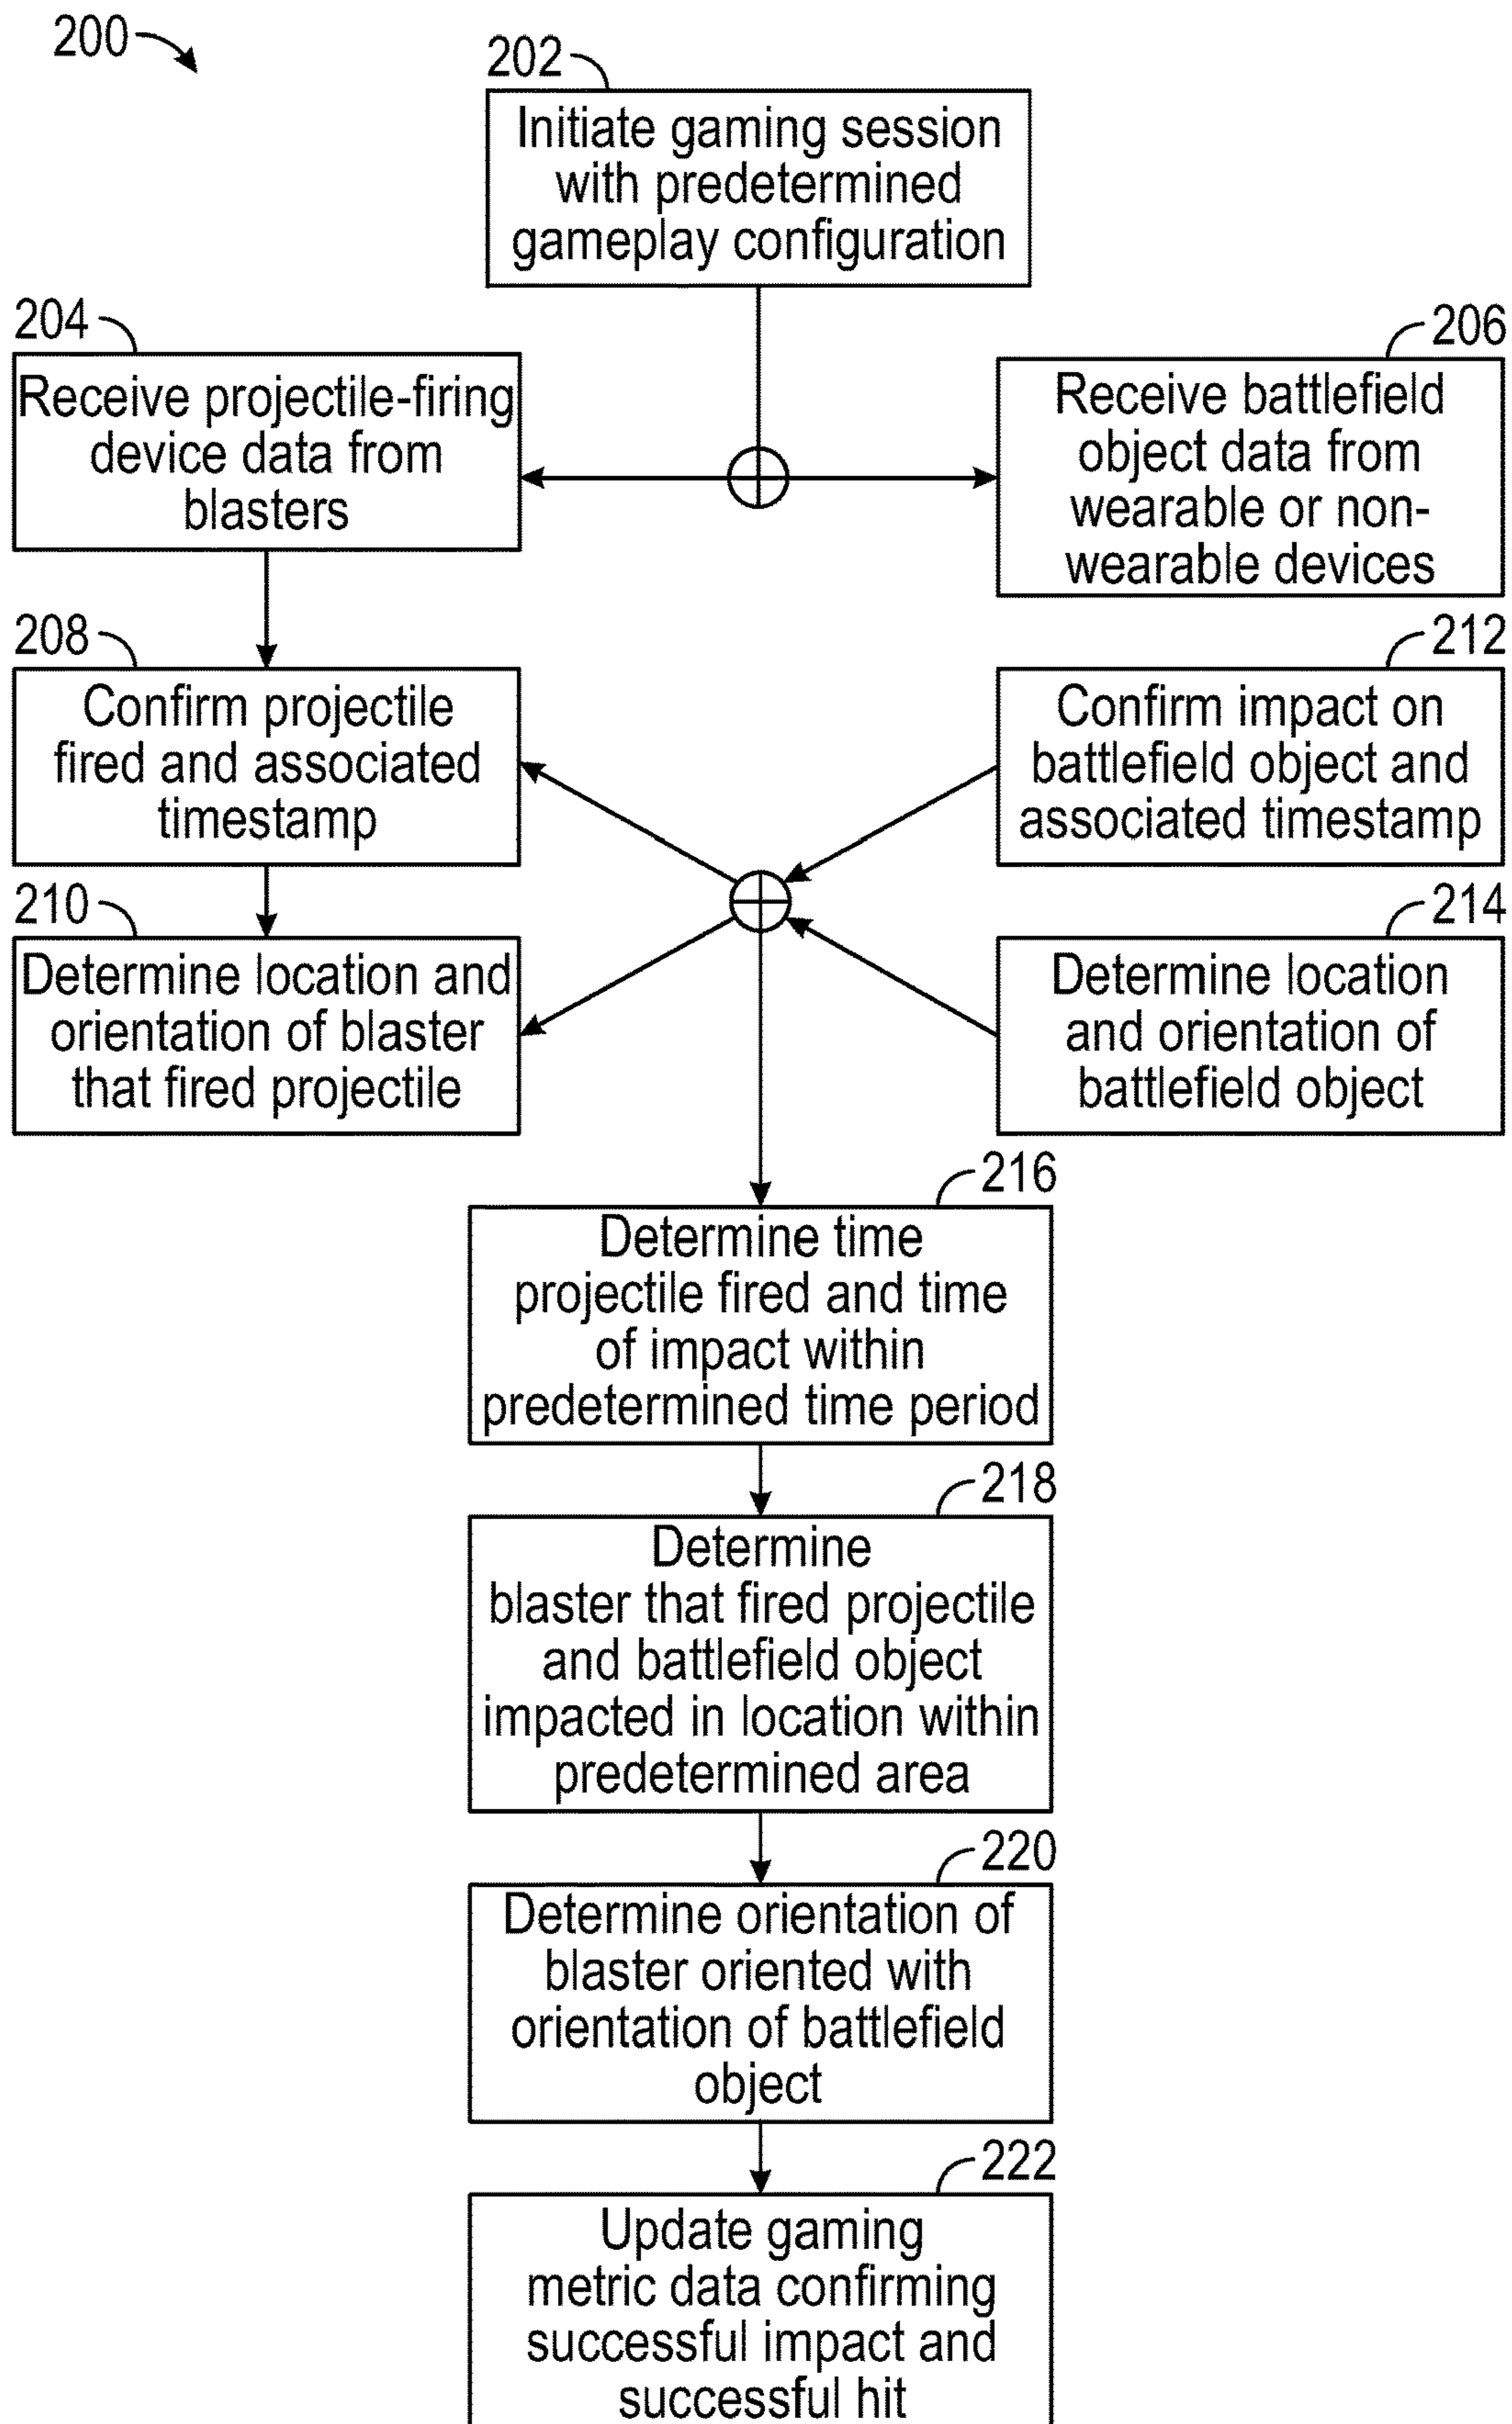 200
202
Initiate gaming session
with predetermined
gameplay configuration
204
Receive projectile-firing
device data from
blasters
206
Receive battlefield
object data from
wearable or non-
wearable devices
208
Confirm projectile
fired and associated
timestamp
212
Confirm impact on
battlefield object and
associated timestamp
210
Determine location and
orientation of blaster
that fired projectile
214
Determine location
and orientation of
battlefield object
216
Determine time
projectile fired and time
of impact within
predetermined time period
218
Determine
blaster that fired projectile
and battlefield object
impacted in location within
predetermined area
220
Determine orientation of
blaster oriented with
orientation of battlefield
object
222
Update gaming
metric data confirming
successful impact and
successful hit